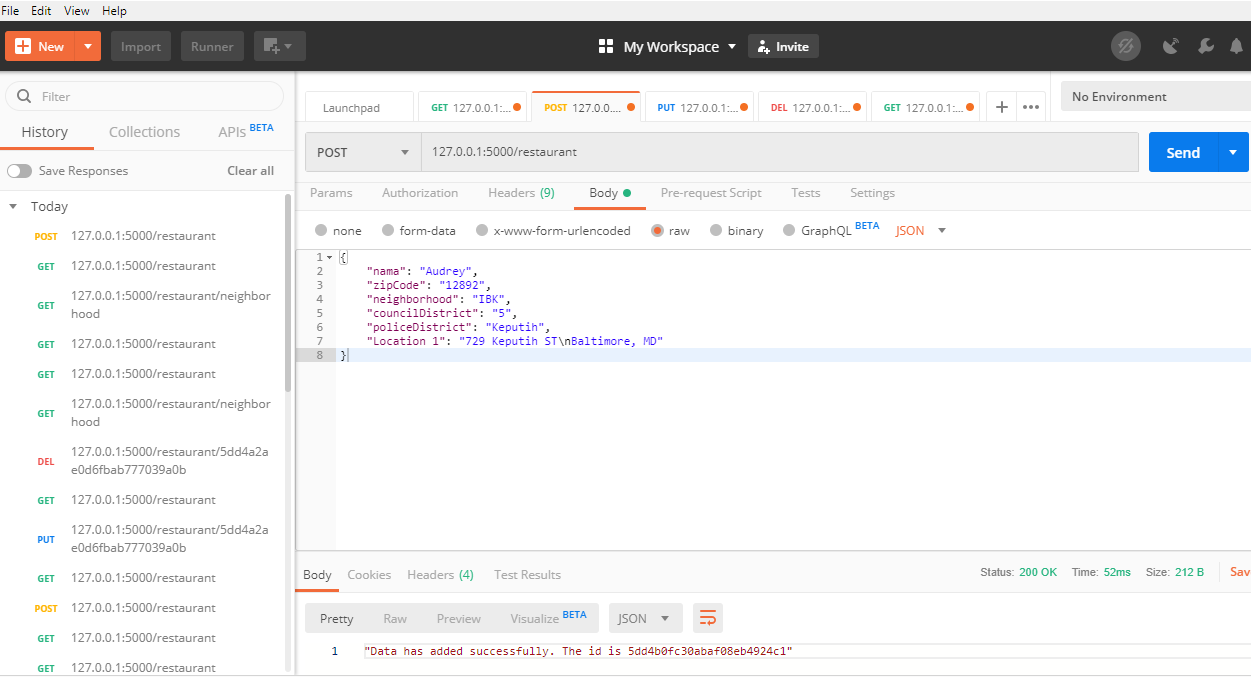 File Edit View Help
New Import Runner My Workspace Invite
Filter
History Collections APIs BETA
Save Responses Clear all
Today
POST 127.0.0.1:5000/restaurant
GET 127.0.0.1:5000/restaurant
GET 127.0.0.1:5000/restaurant/neighbor
hood
GET 127.0.0.1:5000/restaurant
GET 127.0.0.1:5000/restaurant
GET 127.0.0.1:5000/restaurant/neighbor
hood
DEL 127.0.0.1:5000/restaurant/5dd4a2a
e0d6fbab777039a0b
GET 127.0.0.1:5000/restaurant
PUT 127.0.0.1:5000/restaurant/5dd4a2a
e0d6fbab777039a0b
GET 127.0.0.1:5000/restaurant
POST 127.0.0.1:5000/restaurant
GET 127.0.0.1:5000/restaurant
GET 127.0.0.1:5000/restaurant
Launchpad GET 127.0.0.1:... POST 127.0.0.... PUT 127.0.0.1:... DEL 127.0.0.1:... GET 127.0.0.1:... No Environment
POST 127.0.0.1:5000/restaurant Send
Params Authorization Headers (9) Body Pre-request Script Tests Settings
none form-data x-www-form-urlencoded raw binary GraphQL BETA JSON
1 {
2 "nama": "Audrey",
3 "zipCode": "12892",
4 "neighborhood": "IBK",
5 "councilDistrict": "5",
6 "policeDistrict": "Keputih",
7 "Location 1": "729 Keputih ST\nBaltimore, MD"
8 }
Body Cookies Headers (4) Test Results Status: 200 OK Time: 52ms Size: 212 B Sav
Pretty Raw Preview Visualize BETA JSON
1 "Data has added successfully. The id is 5dd4b0fc30abaf08eb4924c1"